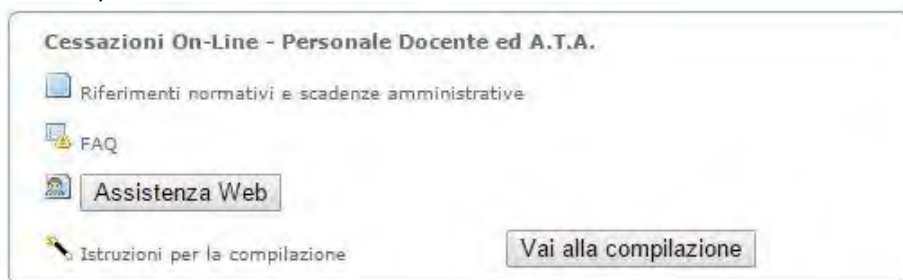 Cessazioni On-Line - Personale Docente ed A.T.A.
Riferimenti normativi e scadenze amministrative
FAQ
Assistenza Web
Istruzioni per la compilazione Vai alla compilazione